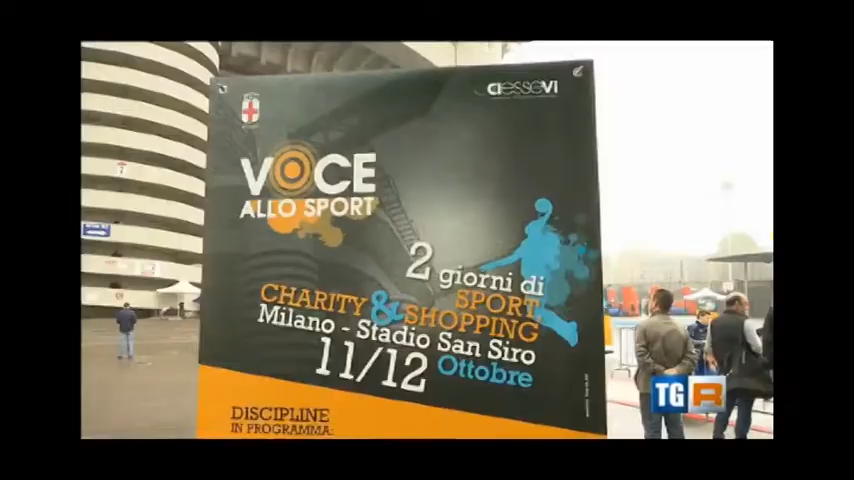 CIESSEVI
VOCE
ALLO SPORT
2 giorni di
SPORT
CHARITY & SHOPPING
Milano - Stadio San Siro
11/12 Ottobre
DISCIPLINE
IN PROGRAMMA:
TGR